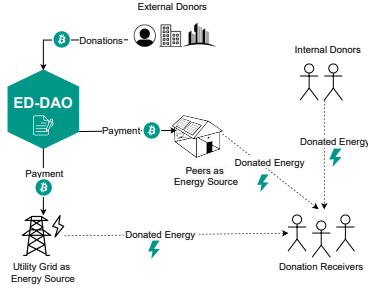 External Donors
Donations
Internal Donors
ED-DAO
Payment
Donated Energy
Peers as
Energy Source
Donated Energy
Payment
Donated Energy
Utility Grid as
Energy Source
Donation Receivers